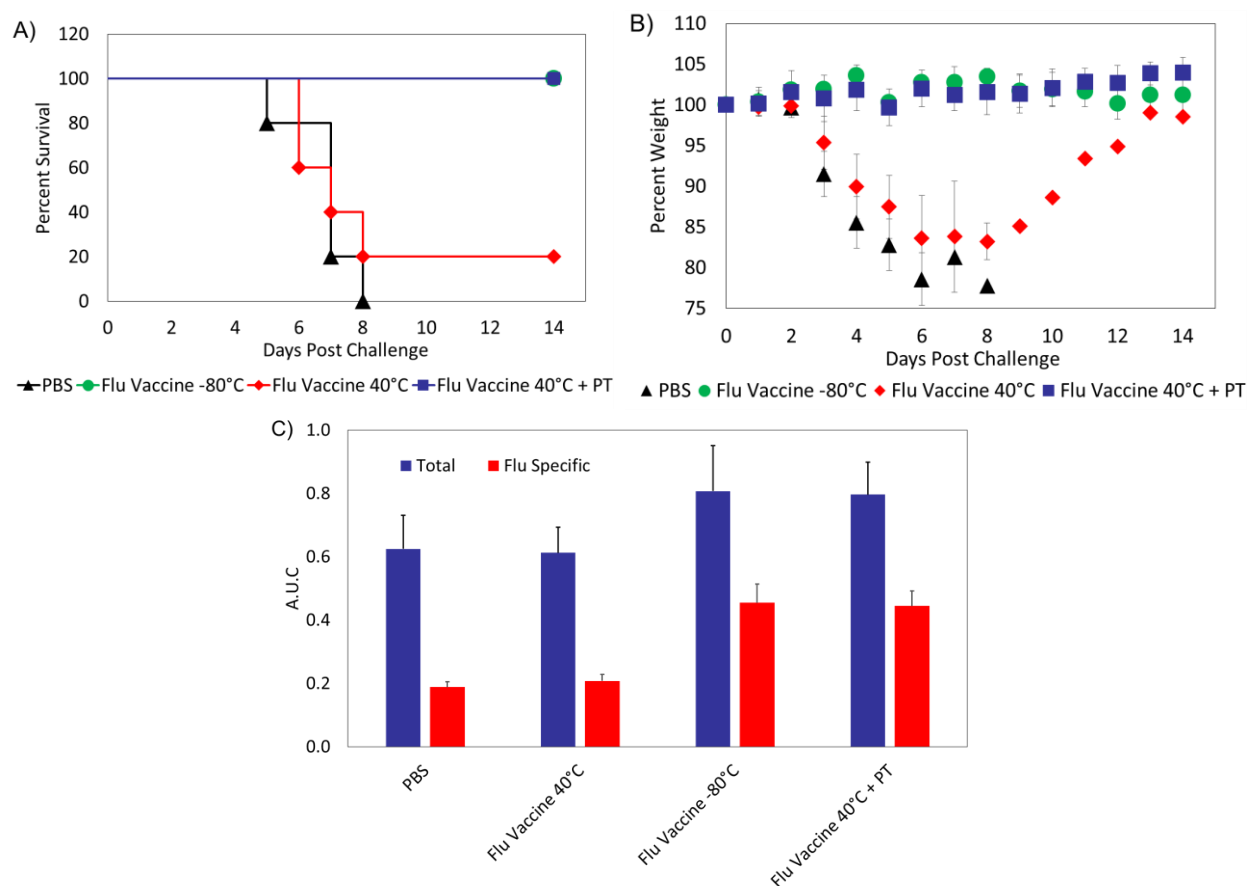 A)
120
100
80
60
40
20
0
Percent Survival
0 2 4 6 8 10 12 14
Days Post Challenge
PBS Flu Vaccine -80°C Flu Vaccine 40°C Flu Vaccine 40°C + PT
B)
110
105
100
95
90
85
80
75
Percent Weight
0 2 4 6 8 10 12 14
Days Post Challenge
PBS Flu Vaccine -80°C Flu Vaccine 40°C Flu Vaccine 40°C + PT
C)
1.0
0.8
0.6
0.4
0.2
0.0
A.U.C
Total Flu Specific
PBS
Flu Vaccine 40°C
Flu Vaccine -80°C
Flu Vaccine 40°C + PT